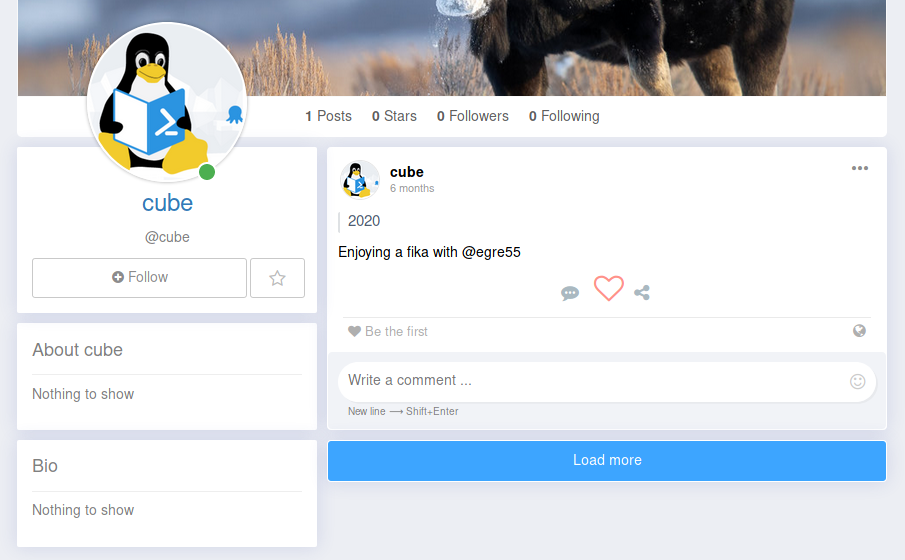 1 Posts 0 Stars 0 Followers 0 Following
cube
@cube
Follow
About cube
Nothing to show
Bio
Nothing to show
cube
6 months
2020
Enjoying a fika with @egre55
Be the first
Write a comment ...
New line ⟶ Shift+Enter
Load more